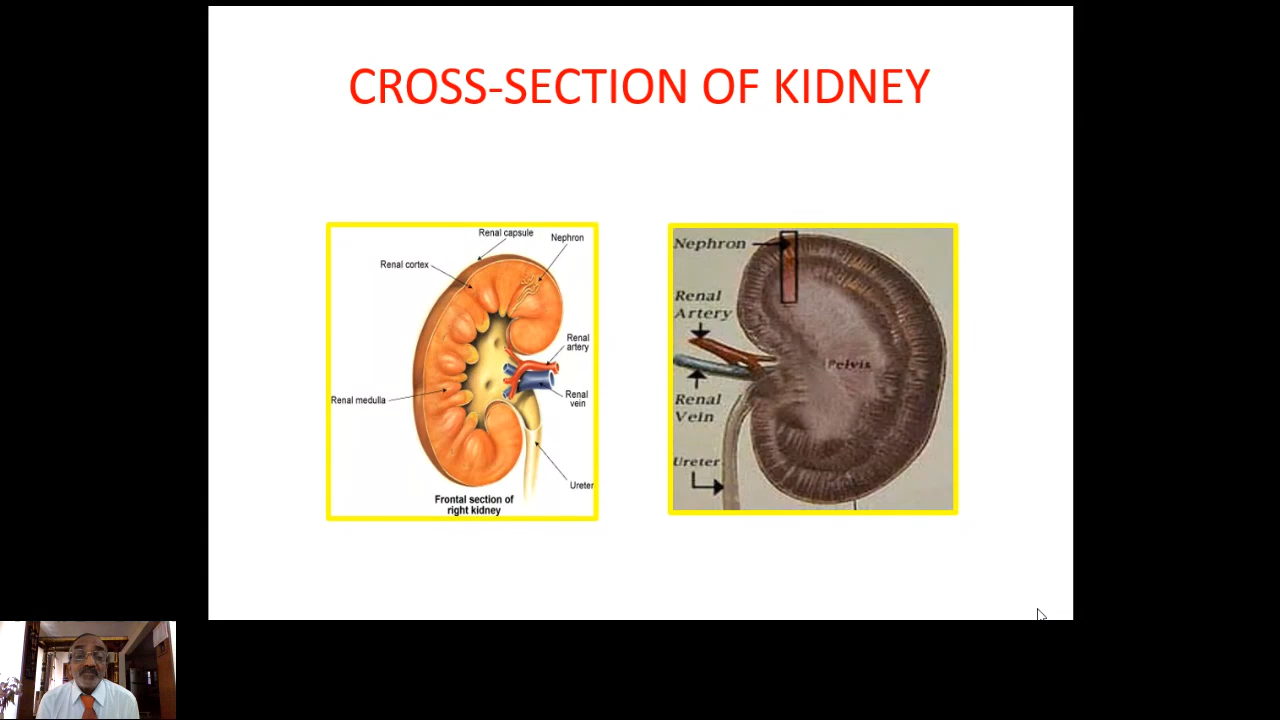 CROSS-SECTION OF KIDNEY
Renal capsule
Nephron
Renal cortex
Renal
artery
Renal medulla
Renal
vein
Ureter
Frontal section of
right kidney
Nephron
Renal
Artery
Pelvis
Renal
Vein
Ureter